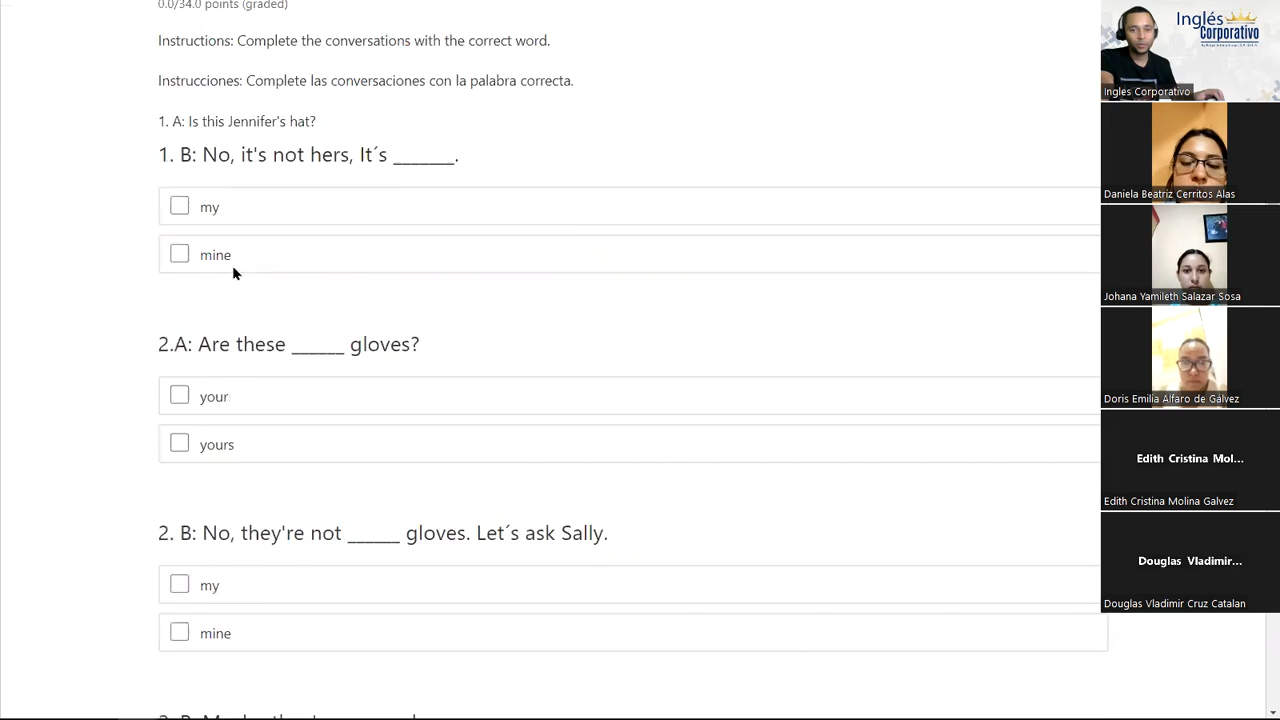 0.0/34.0 points (graded)
Instructions: Complete the conversations with the correct word.
Instrucciones: Complete las conversaciones con la palabra correcta.
1. A: Is this Jennifer's hat?
1. B: No, it's not hers, It´s _______.
my
mine
2.A: Are these ______ gloves?
your
yours
2. B: No, they're not ______ gloves. Let´s ask Sally.
my
mine
Inglés
Corporativo
Ingles Corporativo
Daniela Beatriz Cerritos Alas
Johana Yamileth Salazar Sosa
Doris Emilia Alfaro de Gálvez
Edith Cristina Mol...
Edith Cristina Molina Galvez
Douglas Vladimir...
Douglas Vladimir Cruz Catalan